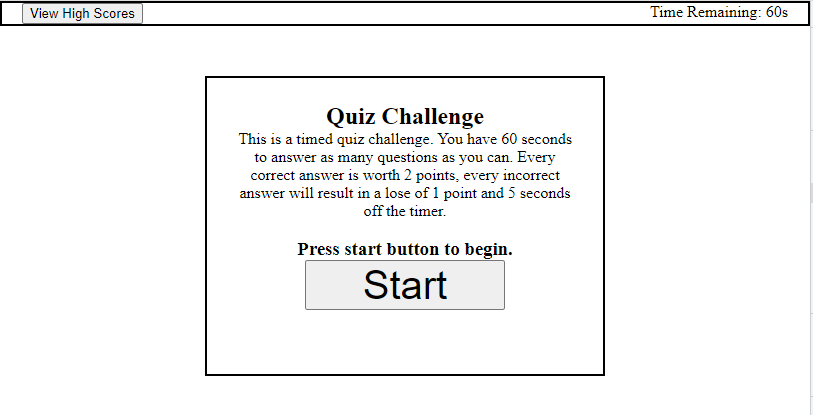 View High Scores
Time Remaining: 60s
Quiz Challenge
This is a timed quiz challenge. You have 60 seconds
to answer as many questions as you can. Every
correct answer is worth 2 points, every incorrect
answer will result in a lose of 1 point and 5 seconds
off the timer.
Press start button to begin.
Start